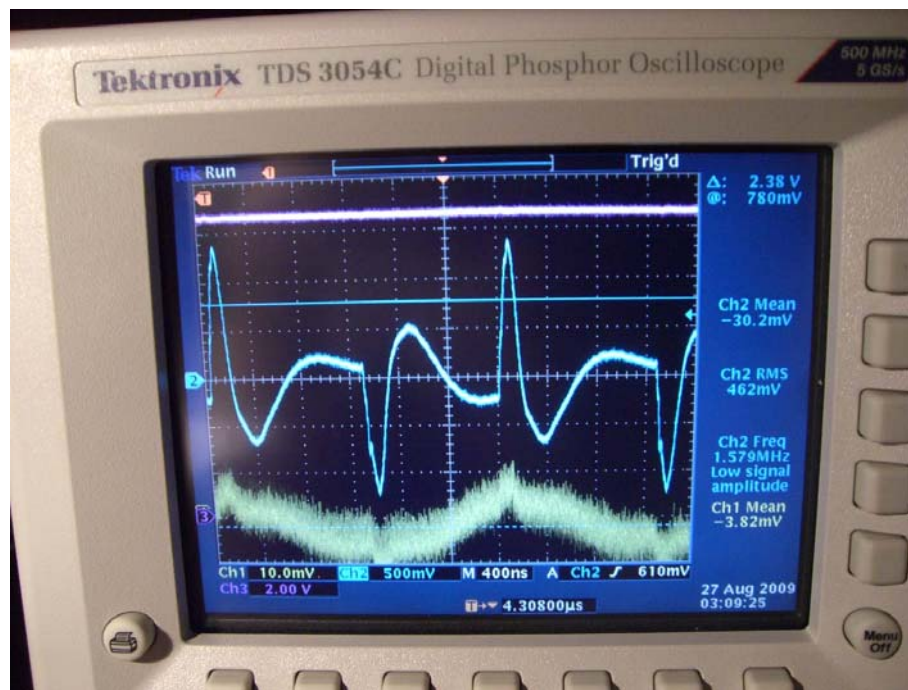 Tektronix TDS 3054C Digital Phosphor Oscilloscope
500 MHz
5 GS/s
Tek Run
Trig'd
T
Δ: 2.38 V
@: 780mV
Ch2 Mean
−30.2mV
2
Ch2 RMS
462mV
Ch2 Freq
1.579MHz
Low signal
amplitude
Ch1 Mean
−3.82mV
3
Ch1 10.0mV Ch2 500mV M 400ns A Ch2 ʃ 610mV
Ch3 2.00 V
T→▾ 4.30800µs
27 Aug 2009
03:09:25
Menu
Off